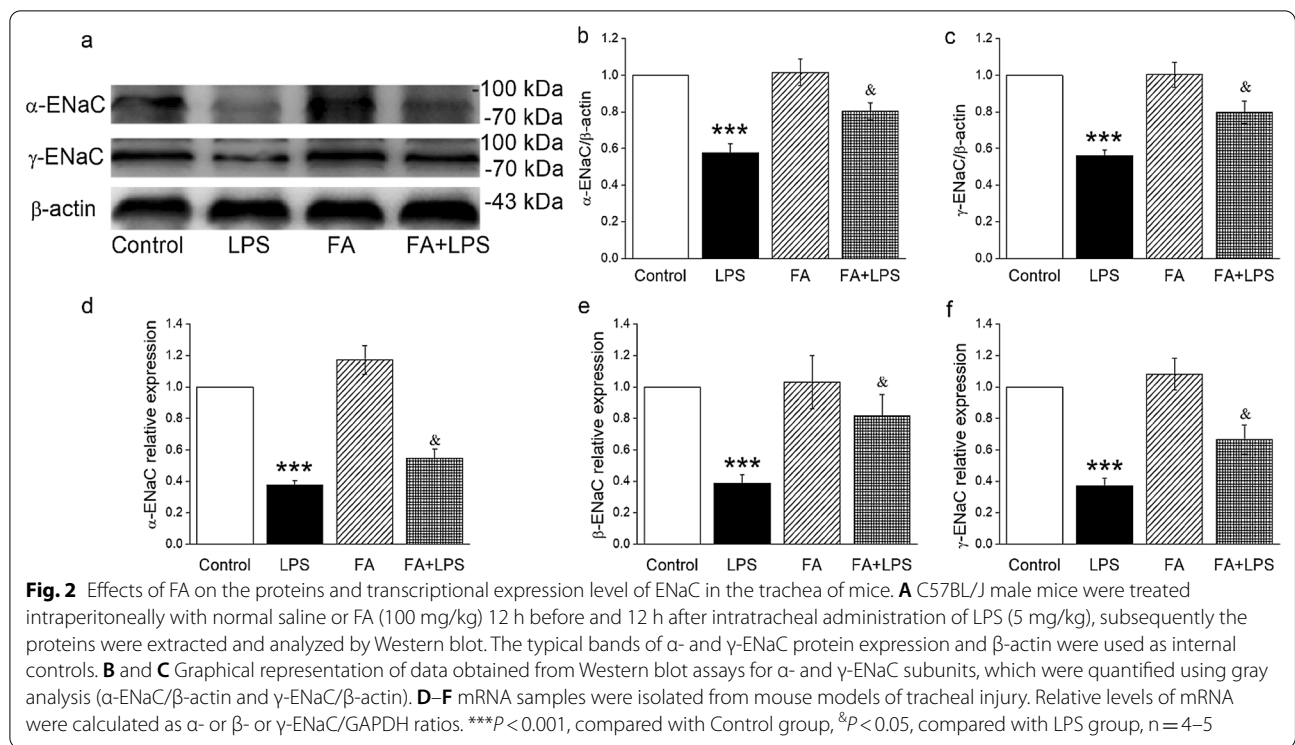 a
α-ENaC
-100 kDa
-70 kDa
γ-ENaC
-100 kDa
-70 kDa
β-actin
-43 kDa
Control LPS FA FA+LPS
b
α-ENaC/β-actin
1.2
1.0
0.8
0.6
0.4
0.2
0.0
***
&
Control LPS FA FA+LPS
c
γ-ENaC/β-actin
1.2
1.0
0.8
0.6
0.4
0.2
0.0
***
&
Control LPS FA FA+LPS
d
α-ENaC relative expression
1.4
1.2
1.0
0.8
0.6
0.4
0.2
0.0
***
&
Control LPS FA FA+LPS
e
β-ENaC relative expression
1.4
1.2
1.0
0.8
0.6
0.4
0.2
0.0
***
&
Control LPS FA FA+LPS
f
γ-ENaC relative expression
1.4
1.2
1.0
0.8
0.6
0.4
0.2
0.0
***
&
Control LPS FA FA+LPS
Fig. 2 Effects of FA on the proteins and transcriptional expression level of ENaC in the trachea of mice. A C57BL/J male mice were treated
intraperitoneally with normal saline or FA (100 mg/kg) 12 h before and 12 h after intratracheal administration of LPS (5 mg/kg), subsequently the
proteins were extracted and analyzed by Western blot. The typical bands of α- and γ-ENaC protein expression and β-actin were used as internal
controls. B and C Graphical representation of data obtained from Western blot assays for α- and γ-ENaC subunits, which were quantified using gray
analysis (α-ENaC/β-actin and γ-ENaC/β-actin). D–F mRNA samples were isolated from mouse models of tracheal injury. Relative levels of mRNA
were calculated as α- or β- or γ-ENaC/GAPDH ratios. ***P < 0.001, compared with Control group, &P < 0.05, compared with LPS group, n = 4–5